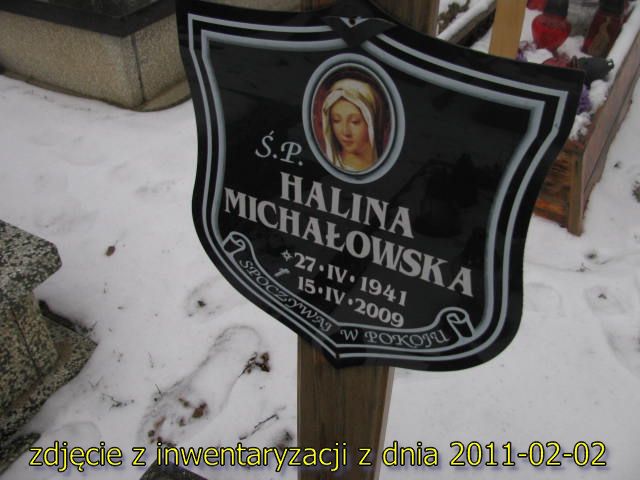 Ś.P.
HALINA
MICHAŁOWSKA
27·IV·1941
15·IV·2009
SPOCZYWAJ W POKOJU
zdjęcie z inwentaryzacji z dnia 2011-02-02